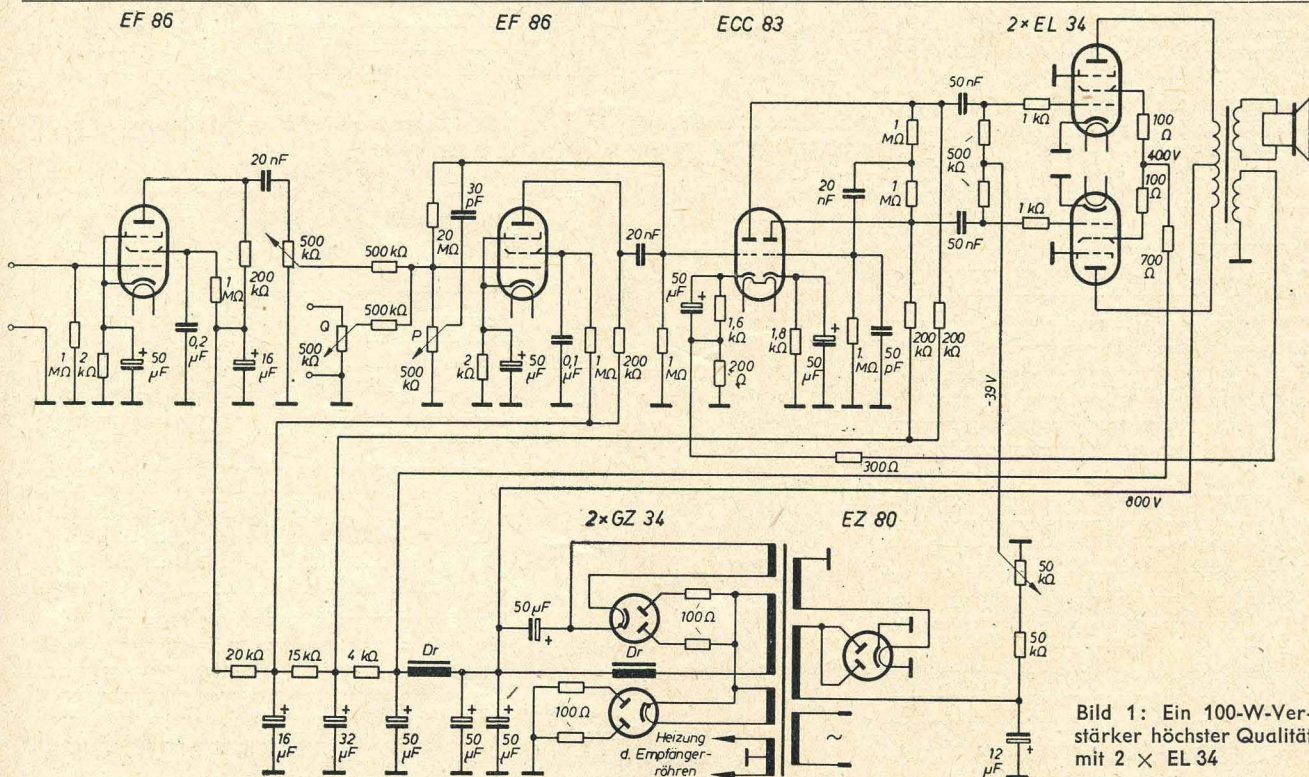 EF 86
EF 86
ECC 83
2× EL 34
50 nF
1 kΩ
1 MΩ
100 Ω
20 nF
500 kΩ
400 V
30 pF
20 nF
1 MΩ
100 Ω
20 MΩ
20 nF
50 nF
1 kΩ
500 kΩ
500 kΩ
700 Ω
1 MΩ
200 kΩ
50 µF
Q
500 kΩ
P
1,6 kΩ
1,8 kΩ
1 MΩ
50 pF
200 kΩ
200 kΩ
1 MΩ
2 kΩ
50 µF
0,2 µF
16 µF
500 kΩ
500 kΩ
2 kΩ
50 µF
0,1 µF
1 MΩ
200 kΩ
1 MΩ
200 Ω
50 µF
-39 V
300 Ω
800 V
2× GZ 34
EZ 80
50 µF
100 Ω
50 kΩ
20 kΩ
15 kΩ
4 kΩ
Dr
Dr
50 kΩ
100 Ω
16 µF
32 µF
50 µF
50 µF
50 µF
Heizung
d. Empfänger-
röhren
~
12 µF
Bild 1: Ein 100-W-Ver-
stärker höchster Qualität
mit 2 × EL 34